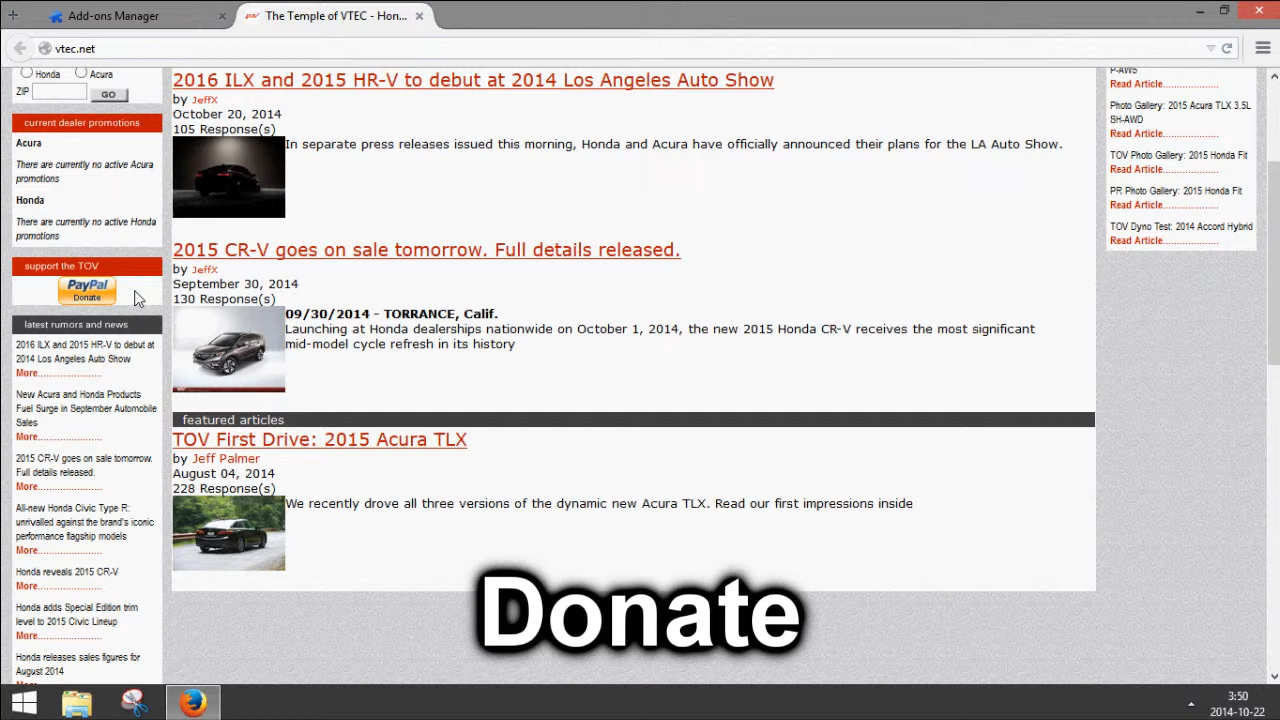 Add-ons Manager
The Temple of VTEC - Hon...
vtec.net
Honda
Acura
ZIP
GO
current dealer promotions
Acura
There are currently no active Acura
promotions
Honda
There are currently no active Honda
promotions
support the TOV
PayPal
Donate
latest rumors and news
2016 ILX and 2015 HR-V to debut at
2014 Los Angeles Auto Show
More......................
New Acura and Honda Products
Fuel Surge in September Automobile
Sales
More......................
2015 CR-V goes on sale tomorrow.
Full details released.
More......................
All-new Honda Civic Type R:
unrivalled against the brand's iconic
performance flagship models
More......................
Honda reveals 2015 CR-V
More......................
Honda adds Special Edition trim
level to 2015 Civic Lineup
More......................
Honda releases sales figures for
August 2014
2016 ILX and 2015 HR-V to debut at 2014 Los Angeles Auto Show
by JeffX
October 20, 2014
105 Response(s)
In separate press releases issued this morning, Honda and Acura have officially announced their plans for the LA Auto Show.
2015 CR-V goes on sale tomorrow. Full details released.
by JeffX
September 30, 2014
130 Response(s)
09/30/2014 - TORRANCE, Calif.
Launching at Honda dealerships nationwide on October 1, 2014, the new 2015 Honda CR-V receives the most significant
mid-model cycle refresh in its history
featured articles
TOV First Drive: 2015 Acura TLX
by Jeff Palmer
August 04, 2014
228 Response(s)
We recently drove all three versions of the dynamic new Acura TLX. Read our first impressions inside
P-AWS
Read Article....................
Photo Gallery: 2015 Acura TLX 3.5L
SH-AWD
Read Article....................
TOV Photo Gallery: 2015 Honda Fit
Read Article....................
PR Photo Gallery: 2015 Honda Fit
Read Article....................
TOV Dyno Test: 2014 Accord Hybrid
Read Article....................
Donate
3:50
2014-10-22